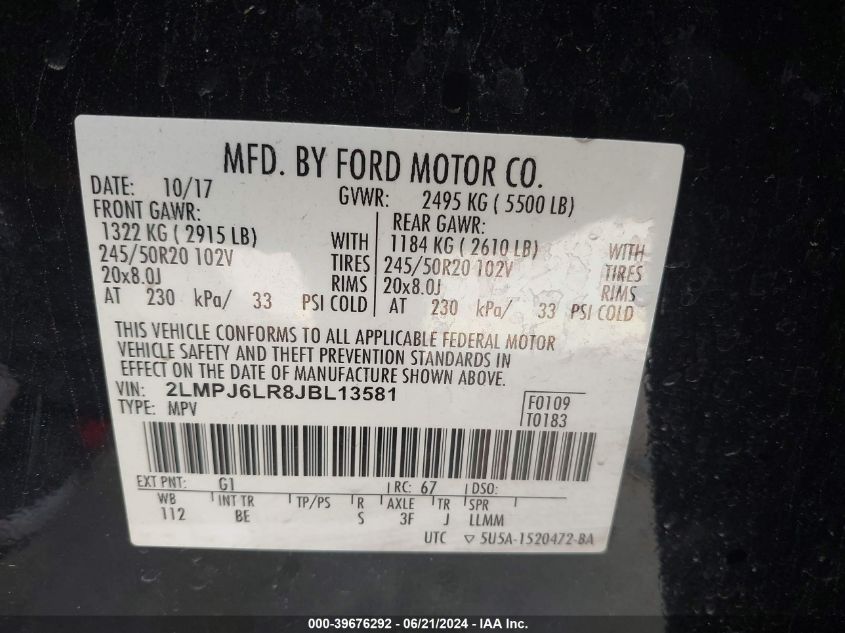 MFD. BY FORD MOTOR CO.
DATE: 10/17 GVWR: 2495 KG ( 5500 LB)
FRONT GAWR: REAR GAWR:
1322 KG ( 2915 LB) WITH 1184 KG ( 2610 LB) WITH
245/50R20 102V TIRES 245/50R20 102V TIRES
20x8.0J RIMS 20x8.0J RIMS
AT 230 kPa/ 33 PSI COLD AT 230 kPa/ 33 PSI COLD
THIS VEHICLE CONFORMS TO ALL APPLICABLE FEDERAL MOTOR
VEHICLE SAFETY AND THEFT PREVENTION STANDARDS IN
EFFECT ON THE DATE OF MANUFACTURE SHOWN ABOVE.
VIN: 2LMPJ6LR8JBL13581 F0109
TYPE: MPV T0183
EXT PNT: G1 RC: 67 DSO:
WB INT TR TP/PS R AXLE TR SPR
112 BE S 3F J LLMM
UTC ▽ 5U5A-1520472-BA
000-39676292 - 06/21/2024 - IAA Inc.